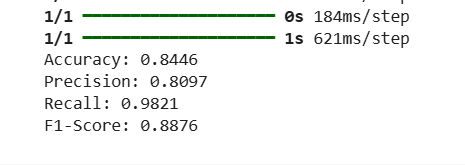 1/1 ━━━━━━━━━━━━━━━━━━━━ 0s 184ms/step
1/1 ━━━━━━━━━━━━━━━━━━━━ 1s 621ms/step
Accuracy: 0.8446
Precision: 0.8097
Recall: 0.9821
F1-Score: 0.8876